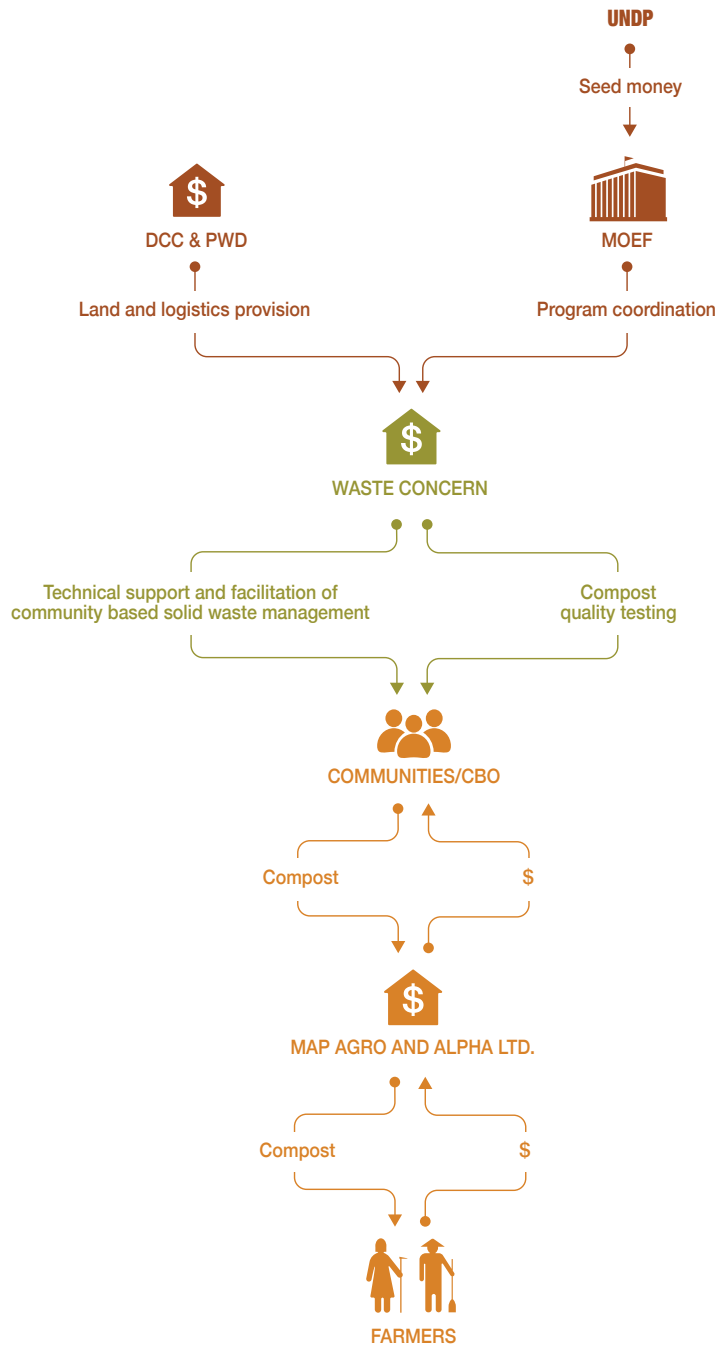 UNDP
Seed money
$
DCC & PWD
MOEF
Land and logistics provision
Program coordination
$
WASTE CONCERN
Technical support and facilitation of
community based solid waste management
Compost
quality testing
COMMUNITIES/CBO
Compost
$
$
MAP AGRO AND ALPHA LTD.
Compost
$
FARMERS